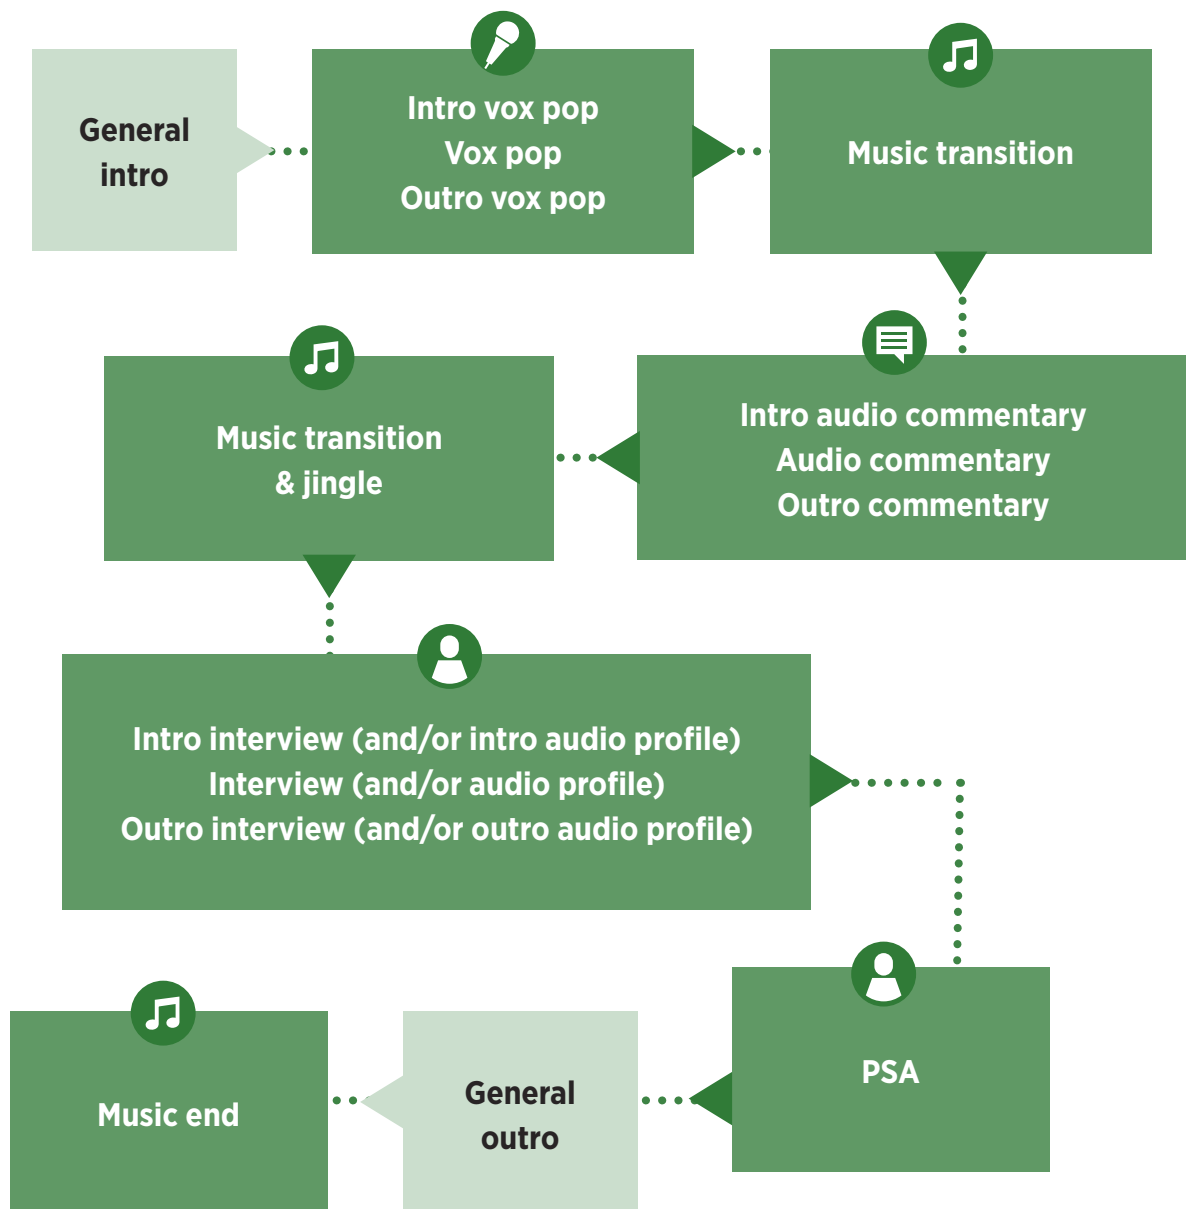 General
intro
Intro vox pop
Vox pop
Outro vox pop
Music transition
Intro audio commentary
Audio commentary
Outro commentary
Music transition
& jingle
Intro interview (and/or intro audio profile)
Interview (and/or audio profile)
Outro interview (and/or outro audio profile)
PSA
General
outro
Music end